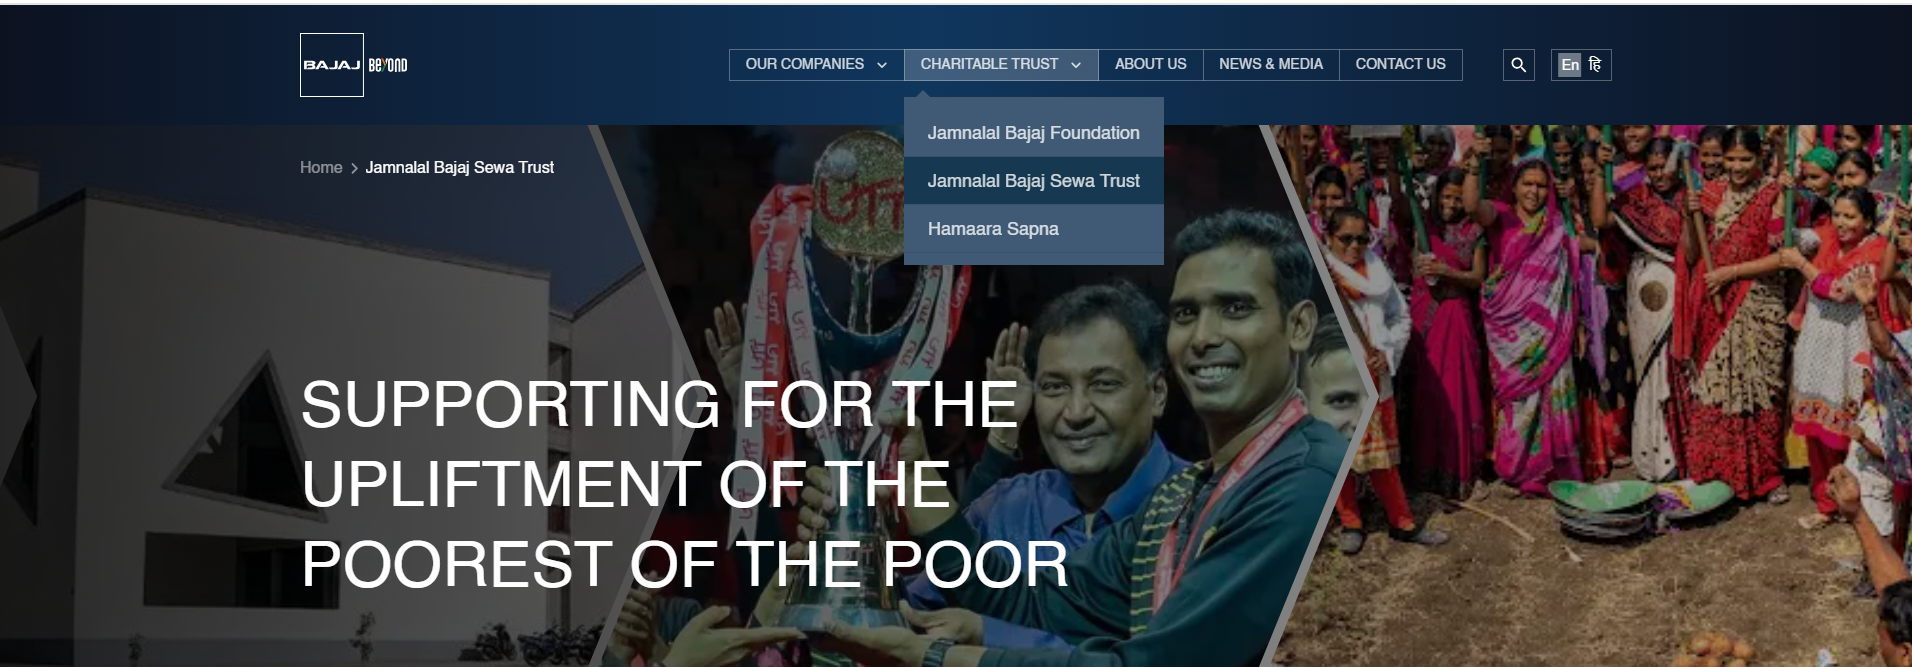 BAJAJ BeyOND
OUR COMPANIES
CHARITABLE TRUST
ABOUT US
NEWS & MEDIA
CONTACT US
En हि
Jamnalal Bajaj Foundation
Jamnalal Bajaj Sewa Trust
Hamaara Sapna
Home > Jamnalal Bajaj Sewa Trust
UTT
SUPPORTING FOR THE
UPLIFTMENT OF THE
POOREST OF THE POOR